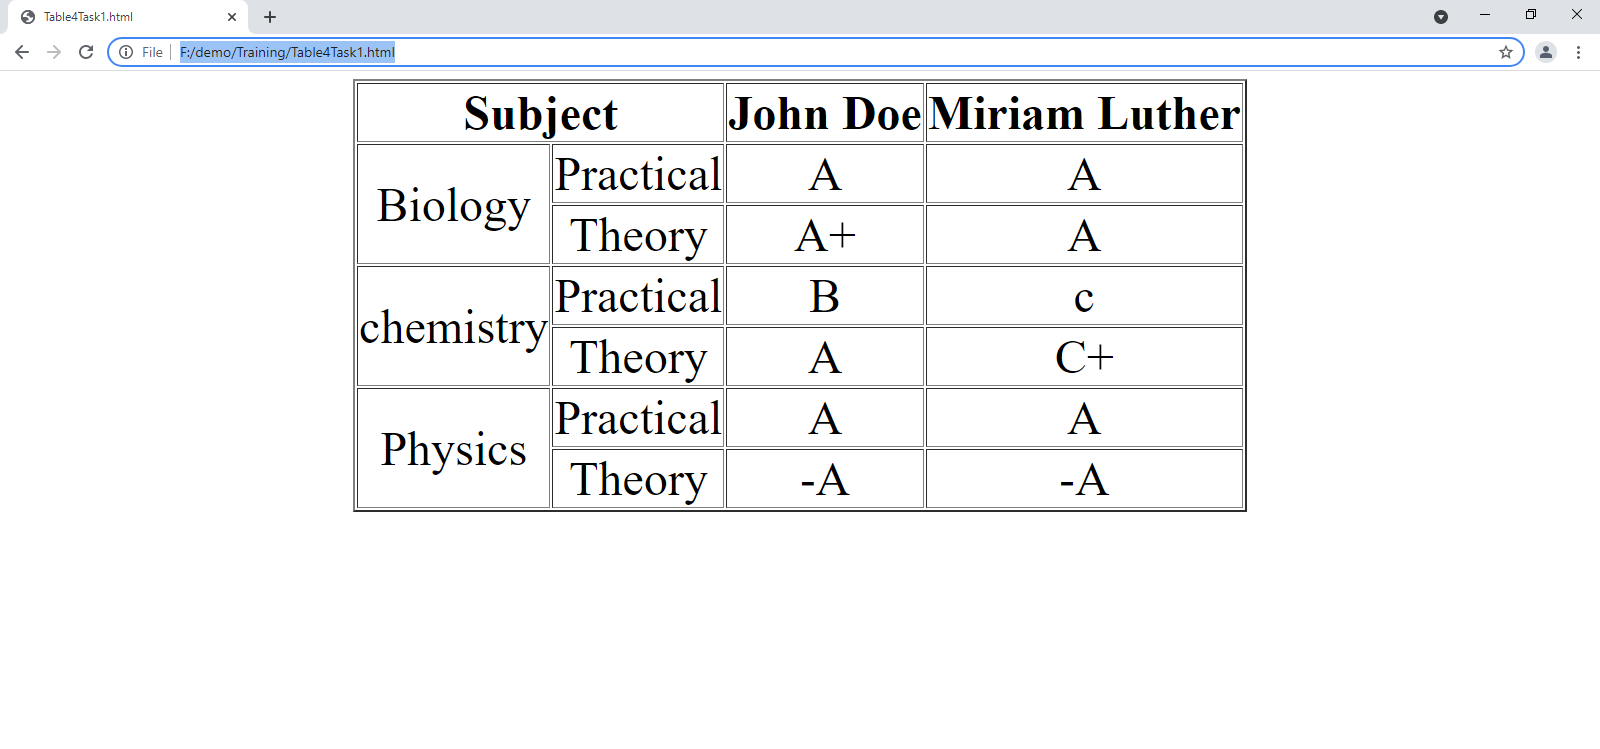 Table4Task1.html
File F:/demo/Training/Table4Task1.html
Subject John Doe Miriam Luther
Biology Practical A A
Theory A+ A
chemistry Practical B c
Theory A C+
Physics Practical A A
Theory -A -A